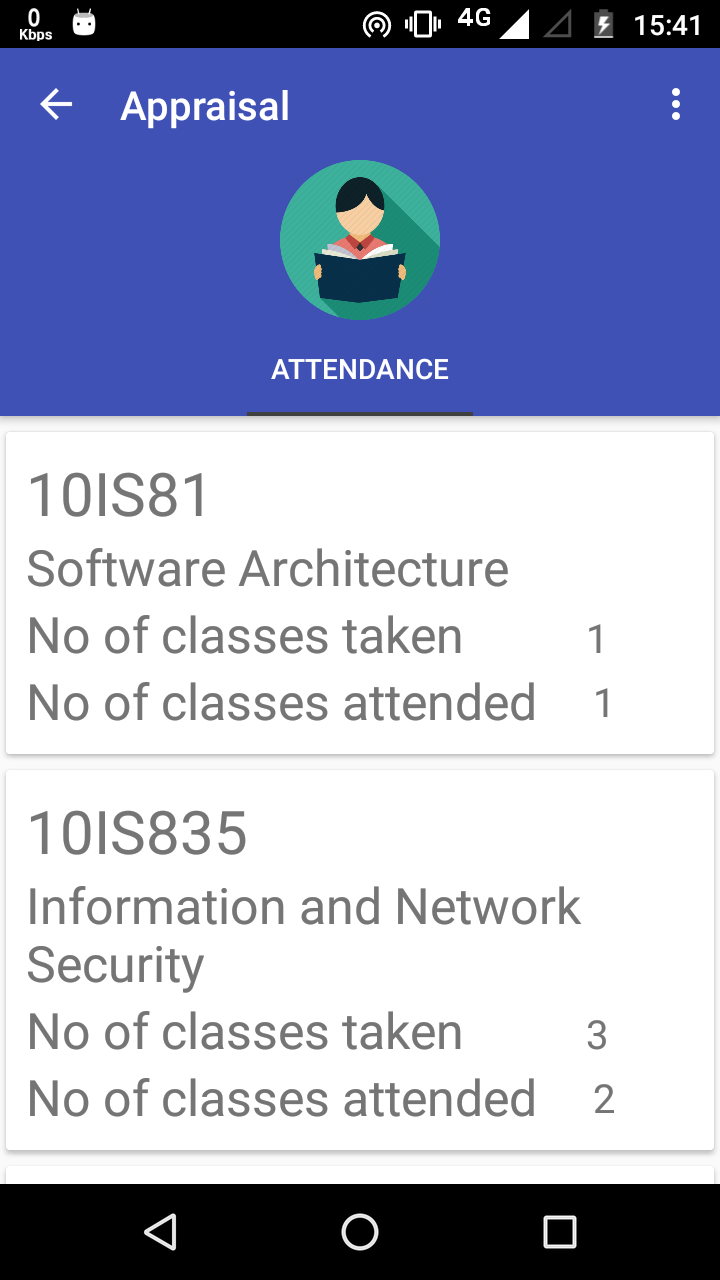 0
Kbps
4G
15:41
Appraisal
ATTENDANCE
10IS81
Software Architecture
No of classes taken 1
No of classes attended 1
10IS835
Information and Network
Security
No of classes taken 3
No of classes attended 2